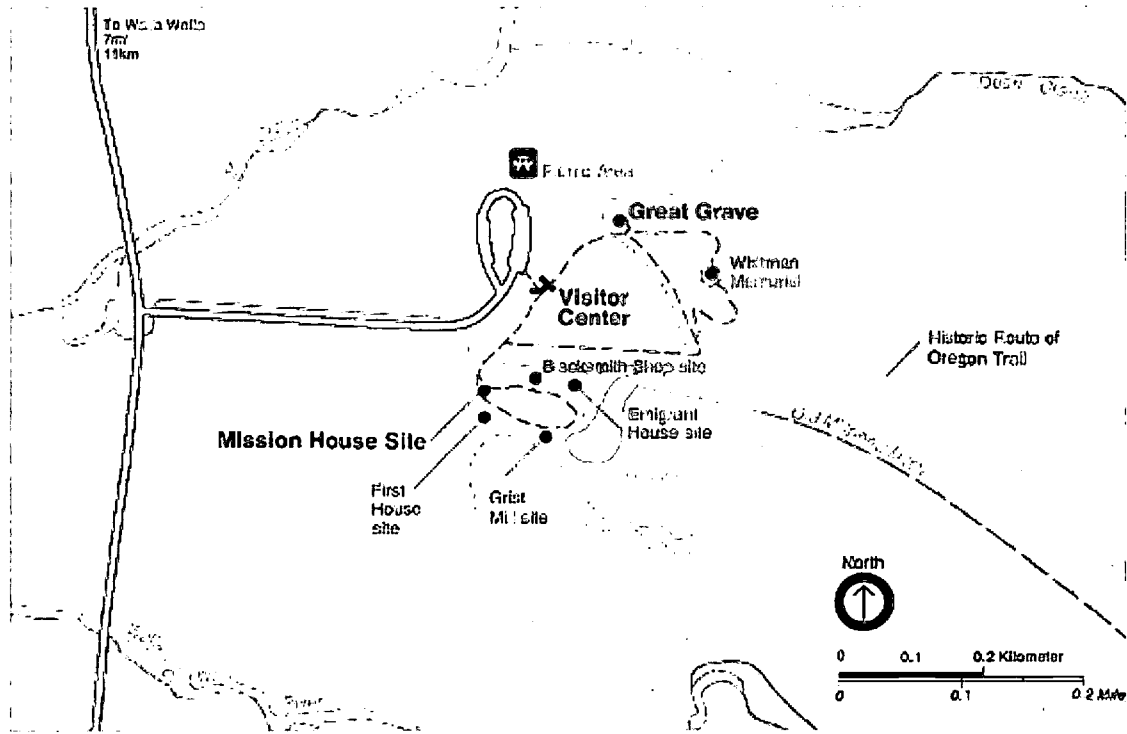 To Walla Walla
7mi
11km
Picnic Area
Great Grave
Whitman
Memorial
Visitor
Center
Historic Route of
Oregon Trail
Blacksmith Shop site
Emigrant
House site
Mission House Site
First
House
site
Grist
Mill site
North
0 0.1 0.2 Kilometer
0 0.1 0.2 Mile
River